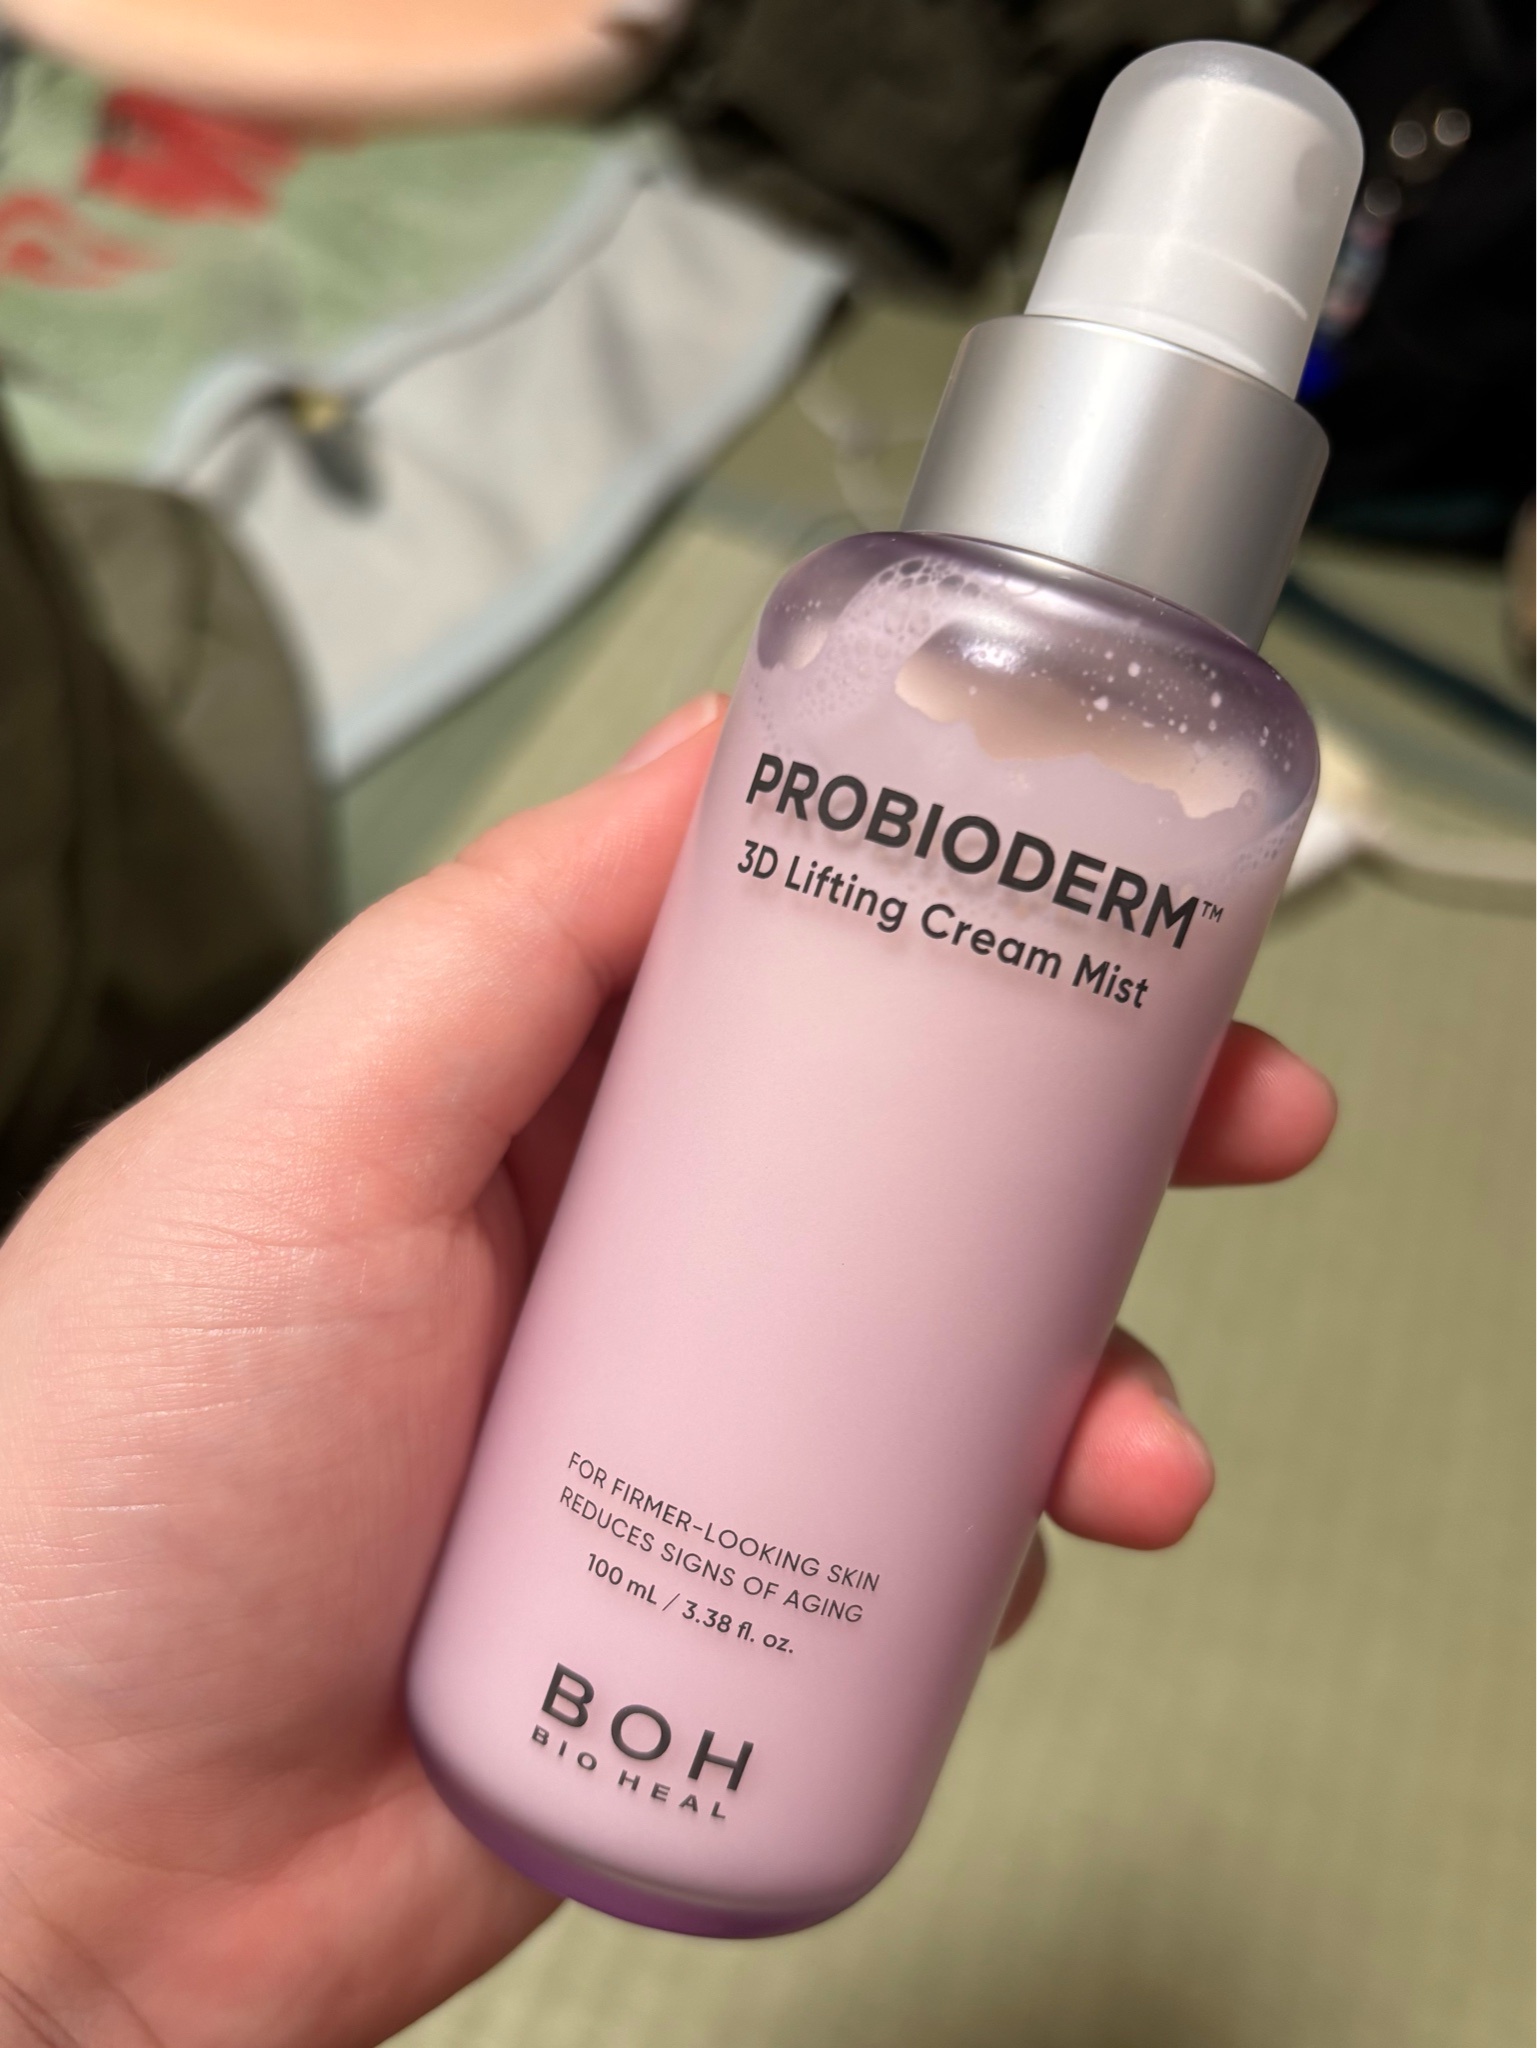 PROBIODERM™
3D Lifting Cream Mist
FOR FIRMER-LOOKING SKIN
REDUCES SIGNS OF AGING
100 mL / 3.38 fl. oz.
BOH
BIO HEAL